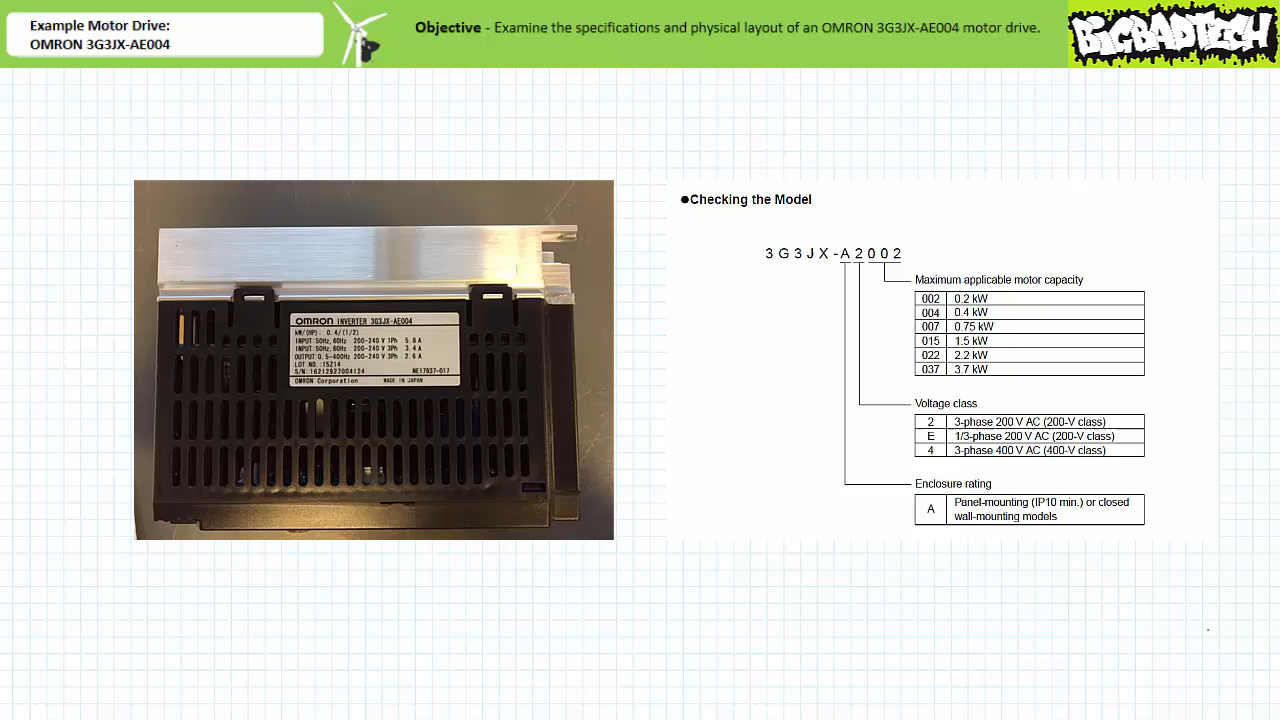 Example Motor Drive:
OMRON 3G3JX-AE004
Objective - Examine the specifications and physical layout of an OMRON 3G3JX-AE004 motor drive.
BIGBADTECH
OMRON INVERTER 3G3JX-AE004
kW/(HP): 0.4/(1/2)
INPUT:50Hz,60Hz 200-240 V 1Ph 5.8 A
INPUT:50Hz,60Hz 200-240 V 3Ph 3.4 A
OUTPUT:0.5-400Hz 200-240 V 3Ph 2.6 A
LOT NO.:15Z14
S/N:16212927004124 NE17937-017
OMRON Corporation MADE IN JAPAN
●Checking the Model
3G3JX-A2002
Maximum applicable motor capacity
002 0.2 kW
004 0.4 kW
007 0.75 kW
015 1.5 kW
022 2.2 kW
037 3.7 kW
Voltage class
2 3-phase 200 V AC (200-V class)
E 1/3-phase 200 V AC (200-V class)
4 3-phase 400 V AC (400-V class)
Enclosure rating
A Panel-mounting (IP10 min.) or closed
wall-mounting models